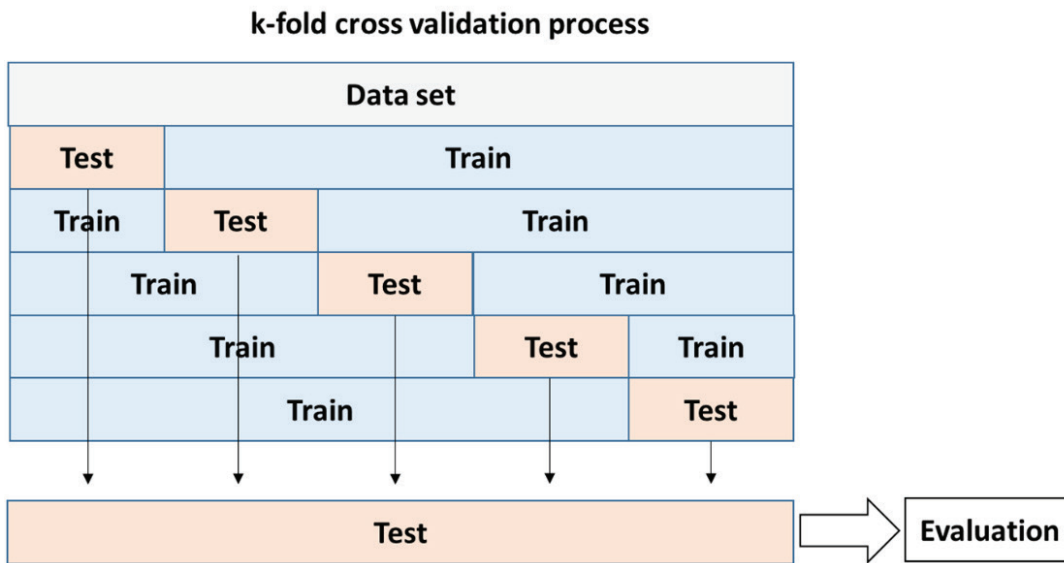 k-fold cross validation process
Data set
Test Train
Train Test Train
Train Test Train
Train Test Train
Train Test
Test Evaluation